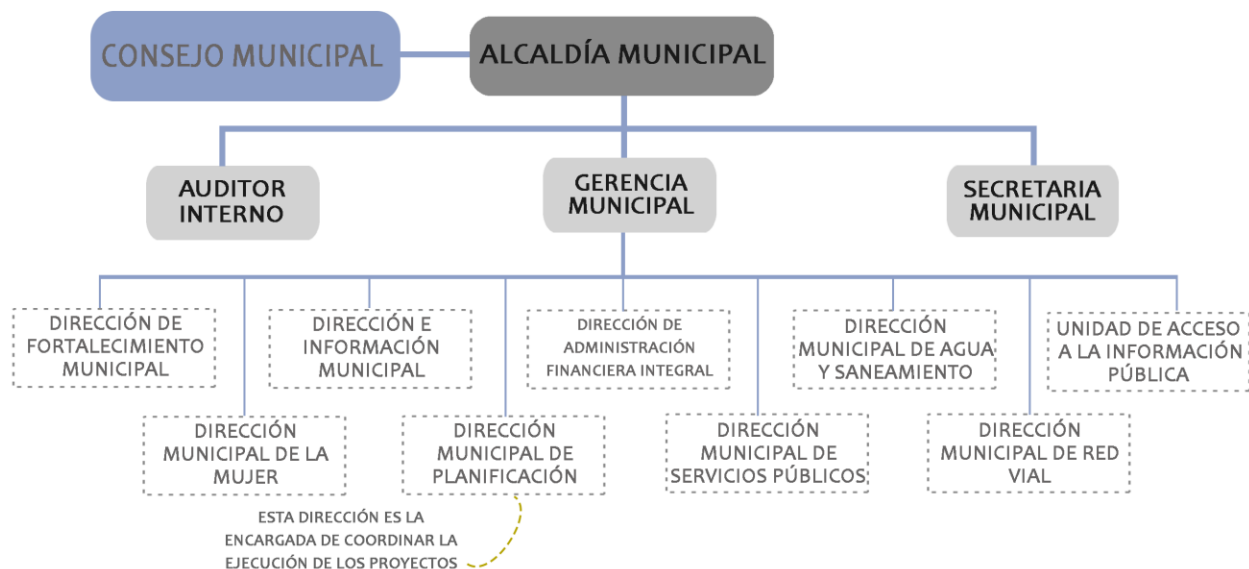 CONSEJO MUNICIPAL
ALCALDÍA MUNICIPAL
AUDITOR
INTERNO
GERENCIA
MUNICIPAL
SECRETARIA
MUNICIPAL
DIRECCIÓN DE
FORTALECIMIENTO
MUNICIPAL
DIRECCIÓN E
INFORMACIÓN
MUNICIPAL
DIRECCIÓN DE
ADMINISTRACIÓN
FINANCIERA INTEGRAL
DIRECCIÓN
MUNICIPAL DE AGUA
Y SANEAMIENTO
UNIDAD DE ACCESO
A LA INFORMACIÓN
PÚBLICA
DIRECCIÓN
MUNICIPAL DE LA
MUJER
DIRECCIÓN
MUNICIPAL DE
PLANIFICACIÓN
DIRECCIÓN
MUNICIPAL DE
SERVICIOS PÚBLICOS
DIRECCIÓN
MUNICIPAL DE RED
VIAL
ESTA DIRECCIÓN ES LA
ENCARGADA DE COORDINAR LA
EJECUCIÓN DE LOS PROYECTOS